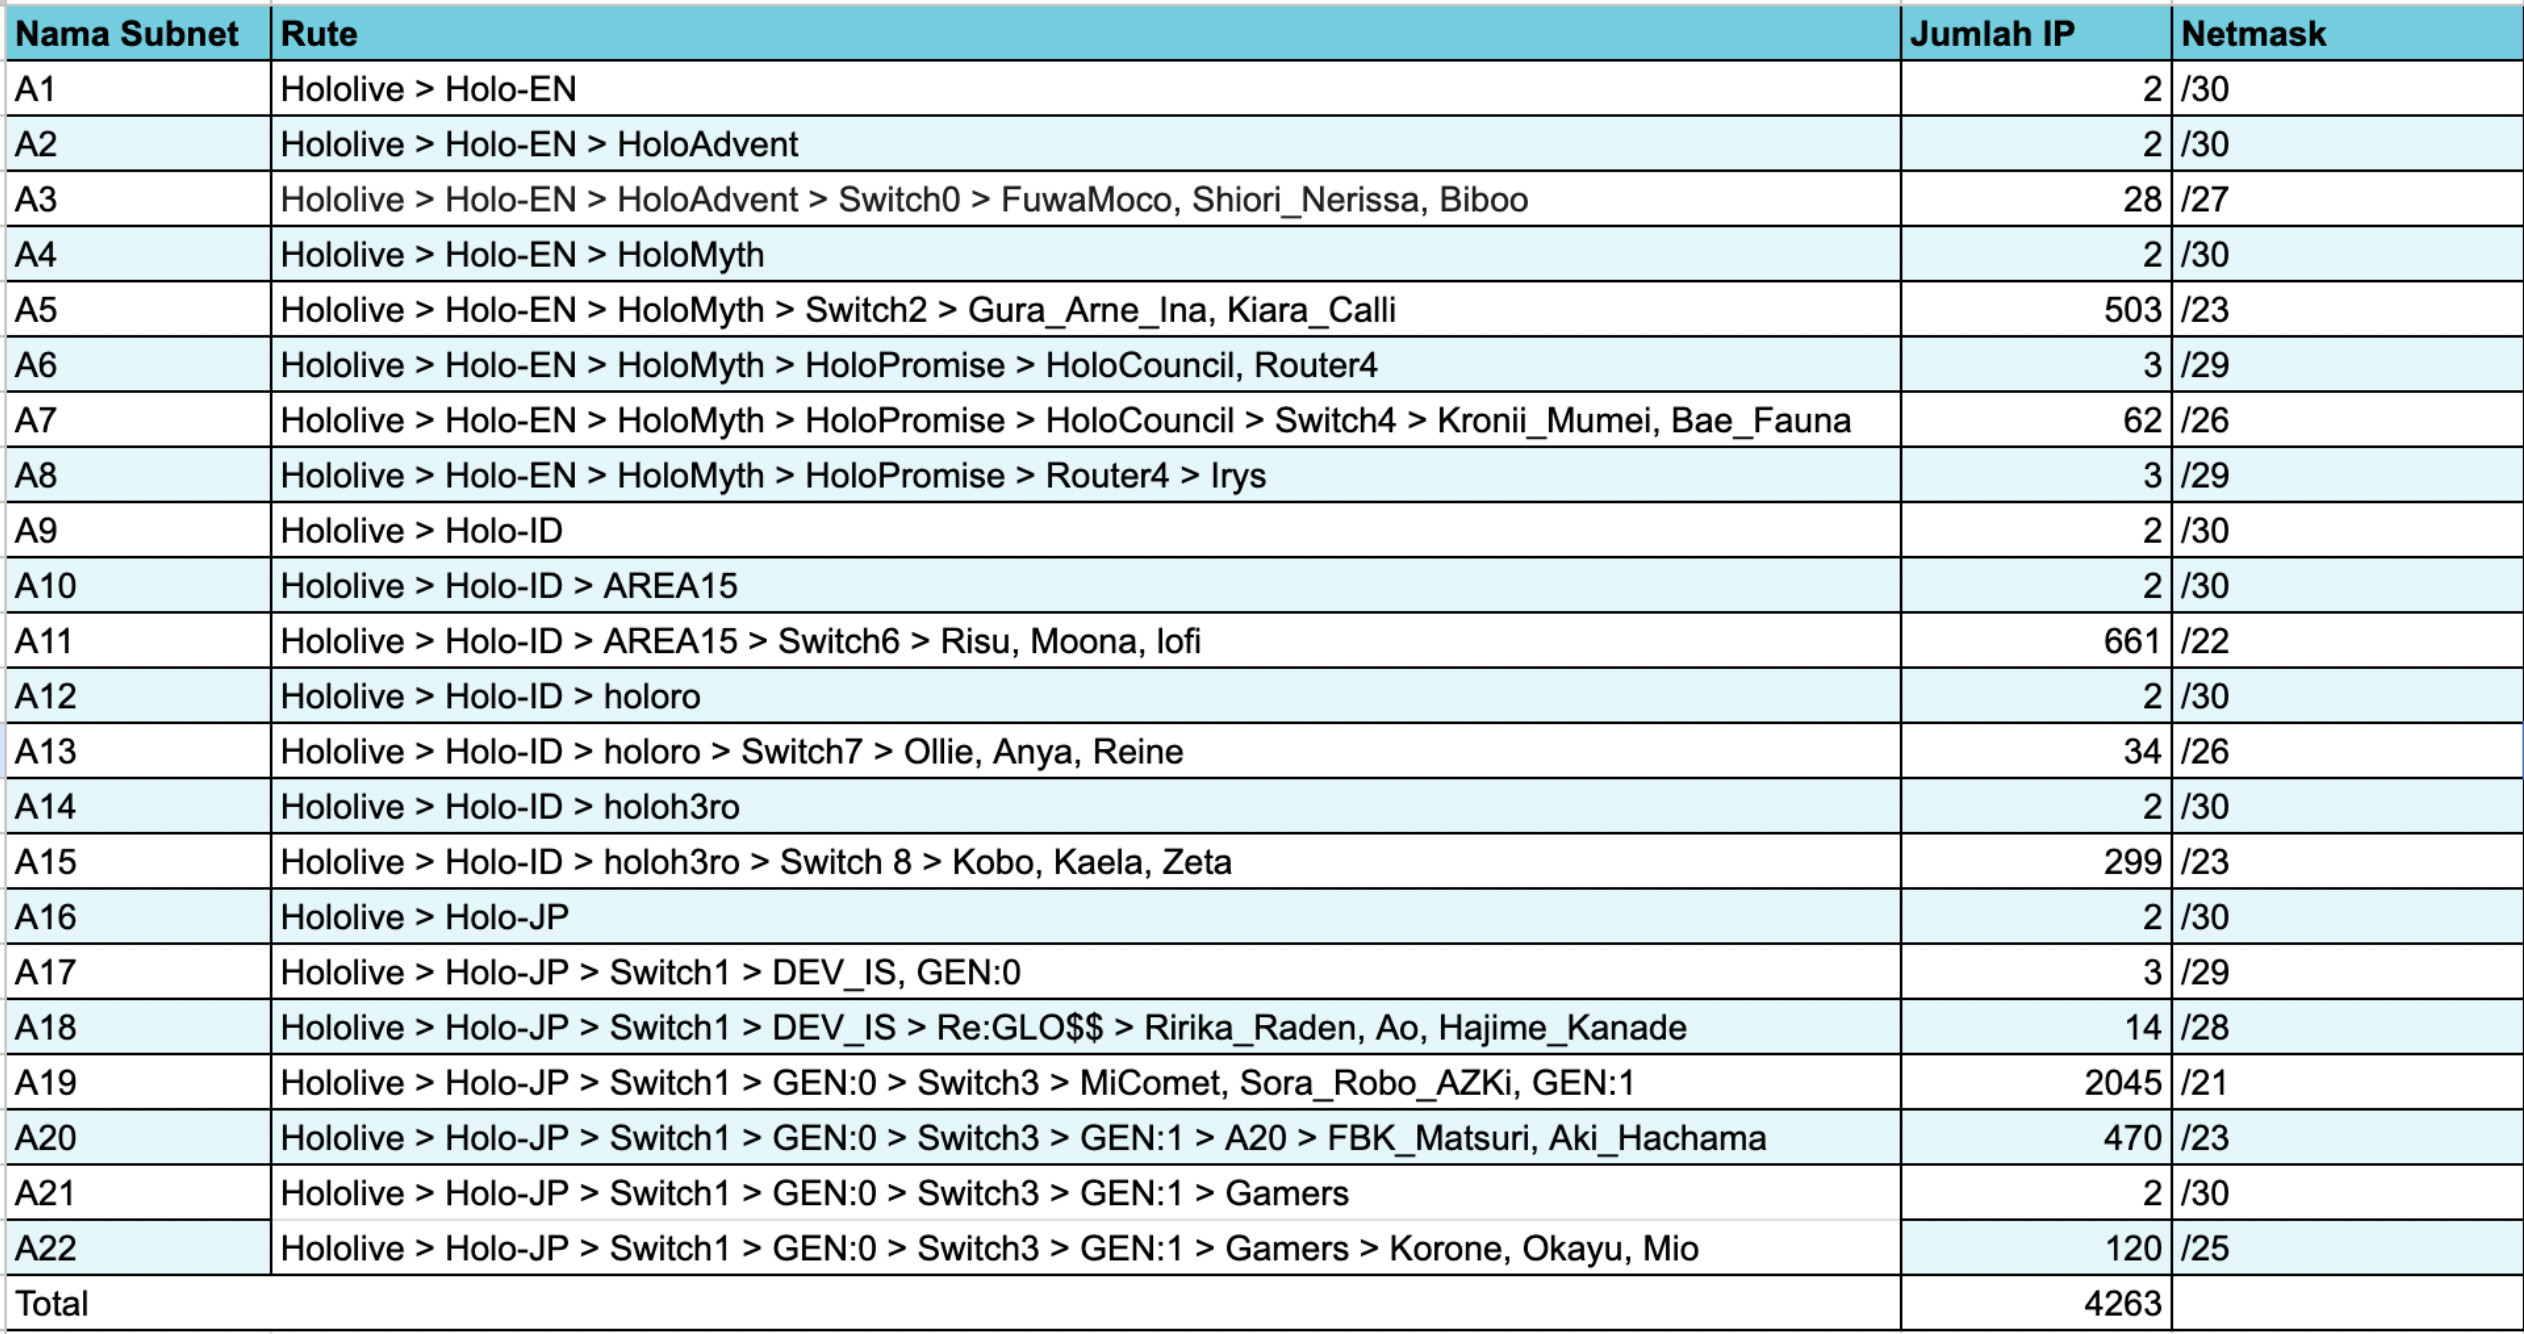 Nama Subnet Rute Jumlah IP Netmask
A1 Hololive > Holo-EN 2 /30
A2 Hololive > Holo-EN > HoloAdvent 2 /30
A3 Hololive > Holo-EN > HoloAdvent > Switch0 > FuwaMoco, Shiori_Nerissa, Biboo 28 /27
A4 Hololive > Holo-EN > HoloMyth 2 /30
A5 Hololive > Holo-EN > HoloMyth > Switch2 > Gura_Arne_Ina, Kiara_Calli 503 /23
A6 Hololive > Holo-EN > HoloMyth > HoloPromise > HoloCouncil, Router4 3 /29
A7 Hololive > Holo-EN > HoloMyth > HoloPromise > HoloCouncil > Switch4 > Kronii_Mumei, Bae_Fauna 62 /26
A8 Hololive > Holo-EN > HoloMyth > HoloPromise > Router4 > Irys 3 /29
A9 Hololive > Holo-ID 2 /30
A10 Hololive > Holo-ID > AREA15 2 /30
A11 Hololive > Holo-ID > AREA15 > Switch6 > Risu, Moona, Iofi 661 /22
A12 Hololive > Holo-ID > holoro 2 /30
A13 Hololive > Holo-ID > holoro > Switch7 > Ollie, Anya, Reine 34 /26
A14 Hololive > Holo-ID > holoh3ro 2 /30
A15 Hololive > Holo-ID > holoh3ro > Switch 8 > Kobo, Kaela, Zeta 299 /23
A16 Hololive > Holo-JP 2 /30
A17 Hololive > Holo-JP > Switch1 > DEV_IS, GEN:0 3 /29
A18 Hololive > Holo-JP > Switch1 > DEV_IS > Re:GLO$$ > Ririka_Raden, Ao, Hajime_Kanade 14 /28
A19 Hololive > Holo-JP > Switch1 > GEN:0 > Switch3 > MiComet, Sora_Robo_AZKi, GEN:1 2045 /21
A20 Hololive > Holo-JP > Switch1 > GEN:0 > Switch3 > GEN:1 > A20 > FBK_Matsuri, Aki_Hachama 470 /23
A21 Hololive > Holo-JP > Switch1 > GEN:0 > Switch3 > GEN:1 > Gamers 2 /30
A22 Hololive > Holo-JP > Switch1 > GEN:0 > Switch3 > GEN:1 > Gamers > Korone, Okayu, Mio 120 /25
Total 4263